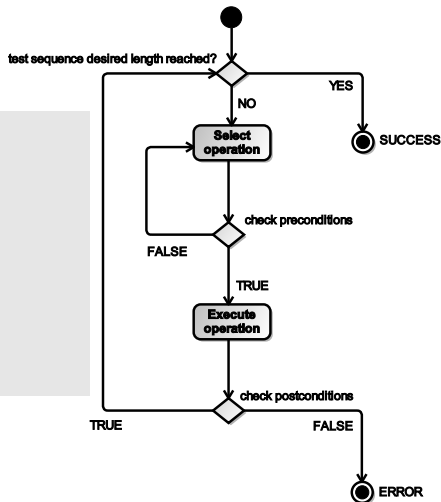 test sequence desired length reached?
YES
NO
SUCCESS
Select
operation
check preconditions
FALSE
TRUE
Execute
operation
check postconditions
TRUE
FALSE
ERROR